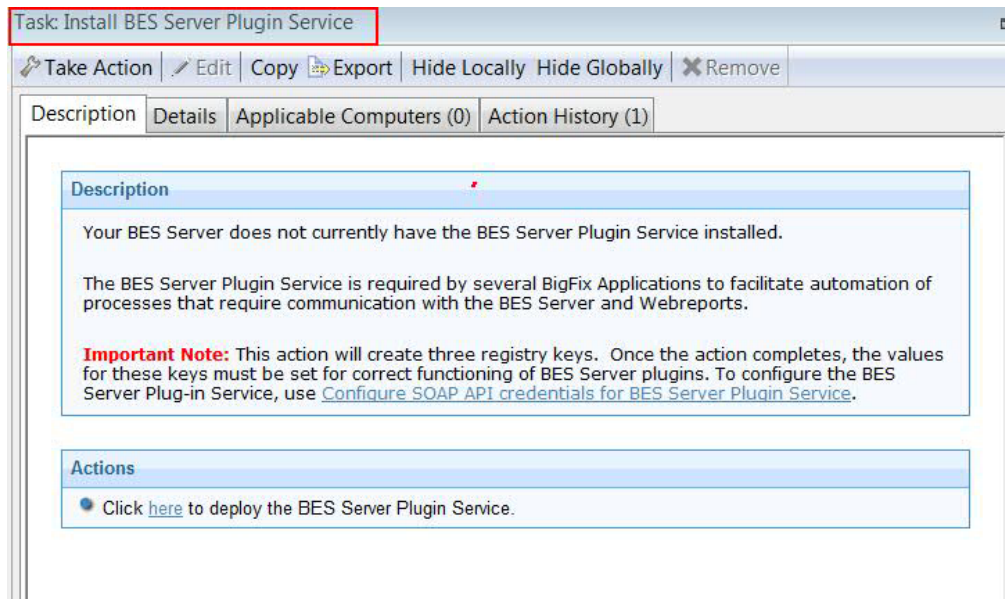 Task: Install BES Server Plugin Service
Take Action Edit Copy Export Hide Locally Hide Globally Remove
Description Details Applicable Computers (0) Action History (1)
Description
Your BES Server does not currently have the BES Server Plugin Service installed.
The BES Server Plugin Service is required by several BigFix Applications to facilitate automation of
processes that require communication with the BES Server and Webreports.
Important Note: This action will create three registry keys. Once the action completes, the values
for these keys must be set for correct functioning of BES Server plugins. To configure the BES
Server Plug-in Service, use Configure SOAP API credentials for BES Server Plugin Service.
Actions
Click here to deploy the BES Server Plugin Service.